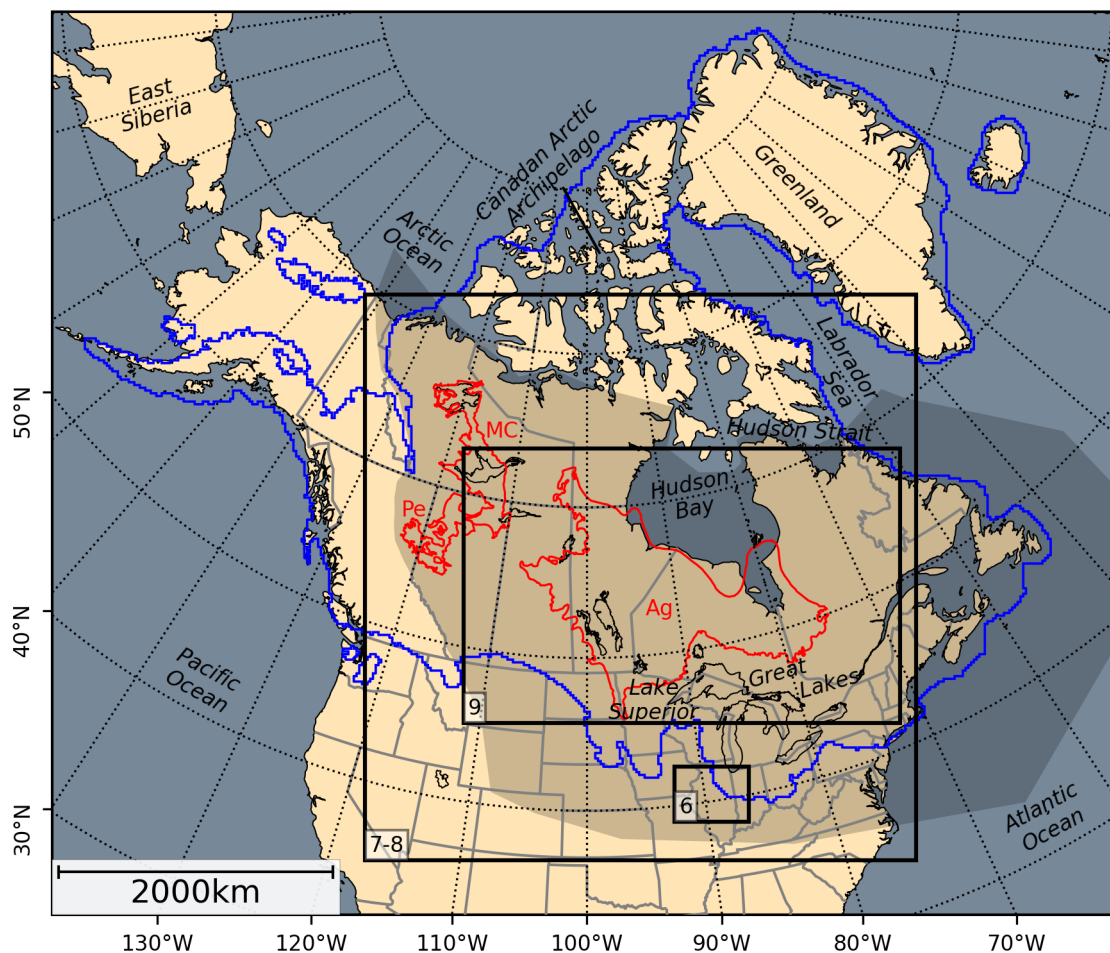 East
Siberia
Canadan Arctic
Archipelago
Arctic
Ocean
Greenland
Labrador
Sea
50°N
MC
Hudson Strait
Hudson
Bay
Pe
Ag
40°N
Pacific
Ocean
Great
Lakes
Lake
Superior
9
6
30°N
7-8
Atlantic
Ocean
2000km
130°W
120°W
110°W
100°W
90°W
80°W
70°W